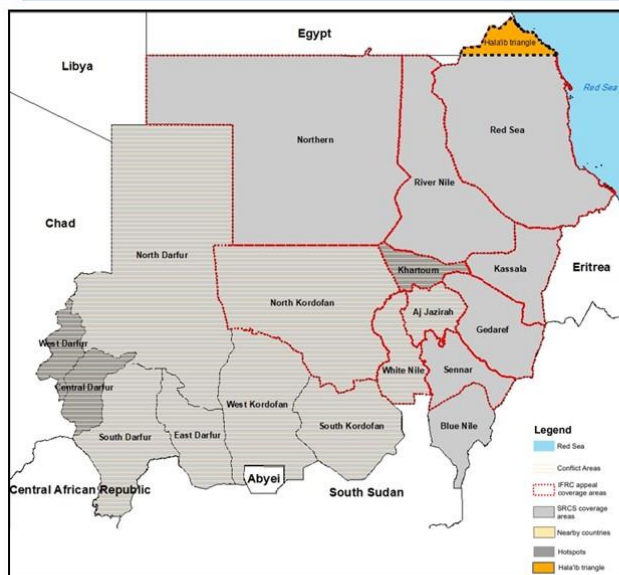 Egypt
Hala'ib triangle
Libya
Red Sea
Northern
Red Sea
River Nile
Chad
North Darfur
Khartoum
Kassala
Eritrea
North Kordofan
Aj Jazirah
Gedaref
West Darfur
White Nile
Sennar
Central Darfur
West Kordofan
South Kordofan
Blue Nile
South Darfur
East Darfur
Abyei
Central African Republic
South Sudan
Legend
Red Sea
Conflict Areas
IFRC appeal
coverage areas
SRCS coverage
areas
Nearby countries
Hotspots
Hala'ib triangle